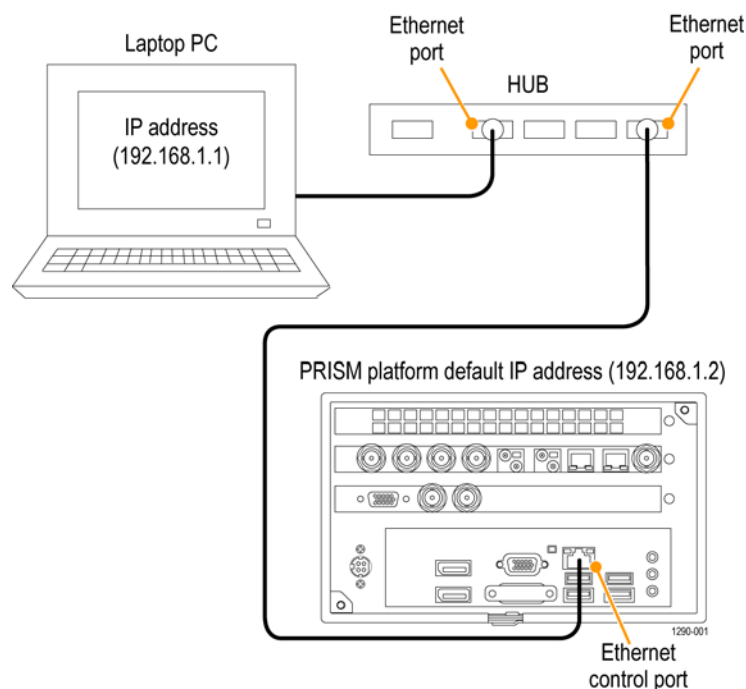 Laptop PC
IP address
(192.168.1.1)
Ethernet
port
HUB
Ethernet
port
PRISM platform default IP address (192.168.1.2)
1290-001
Ethernet
control port